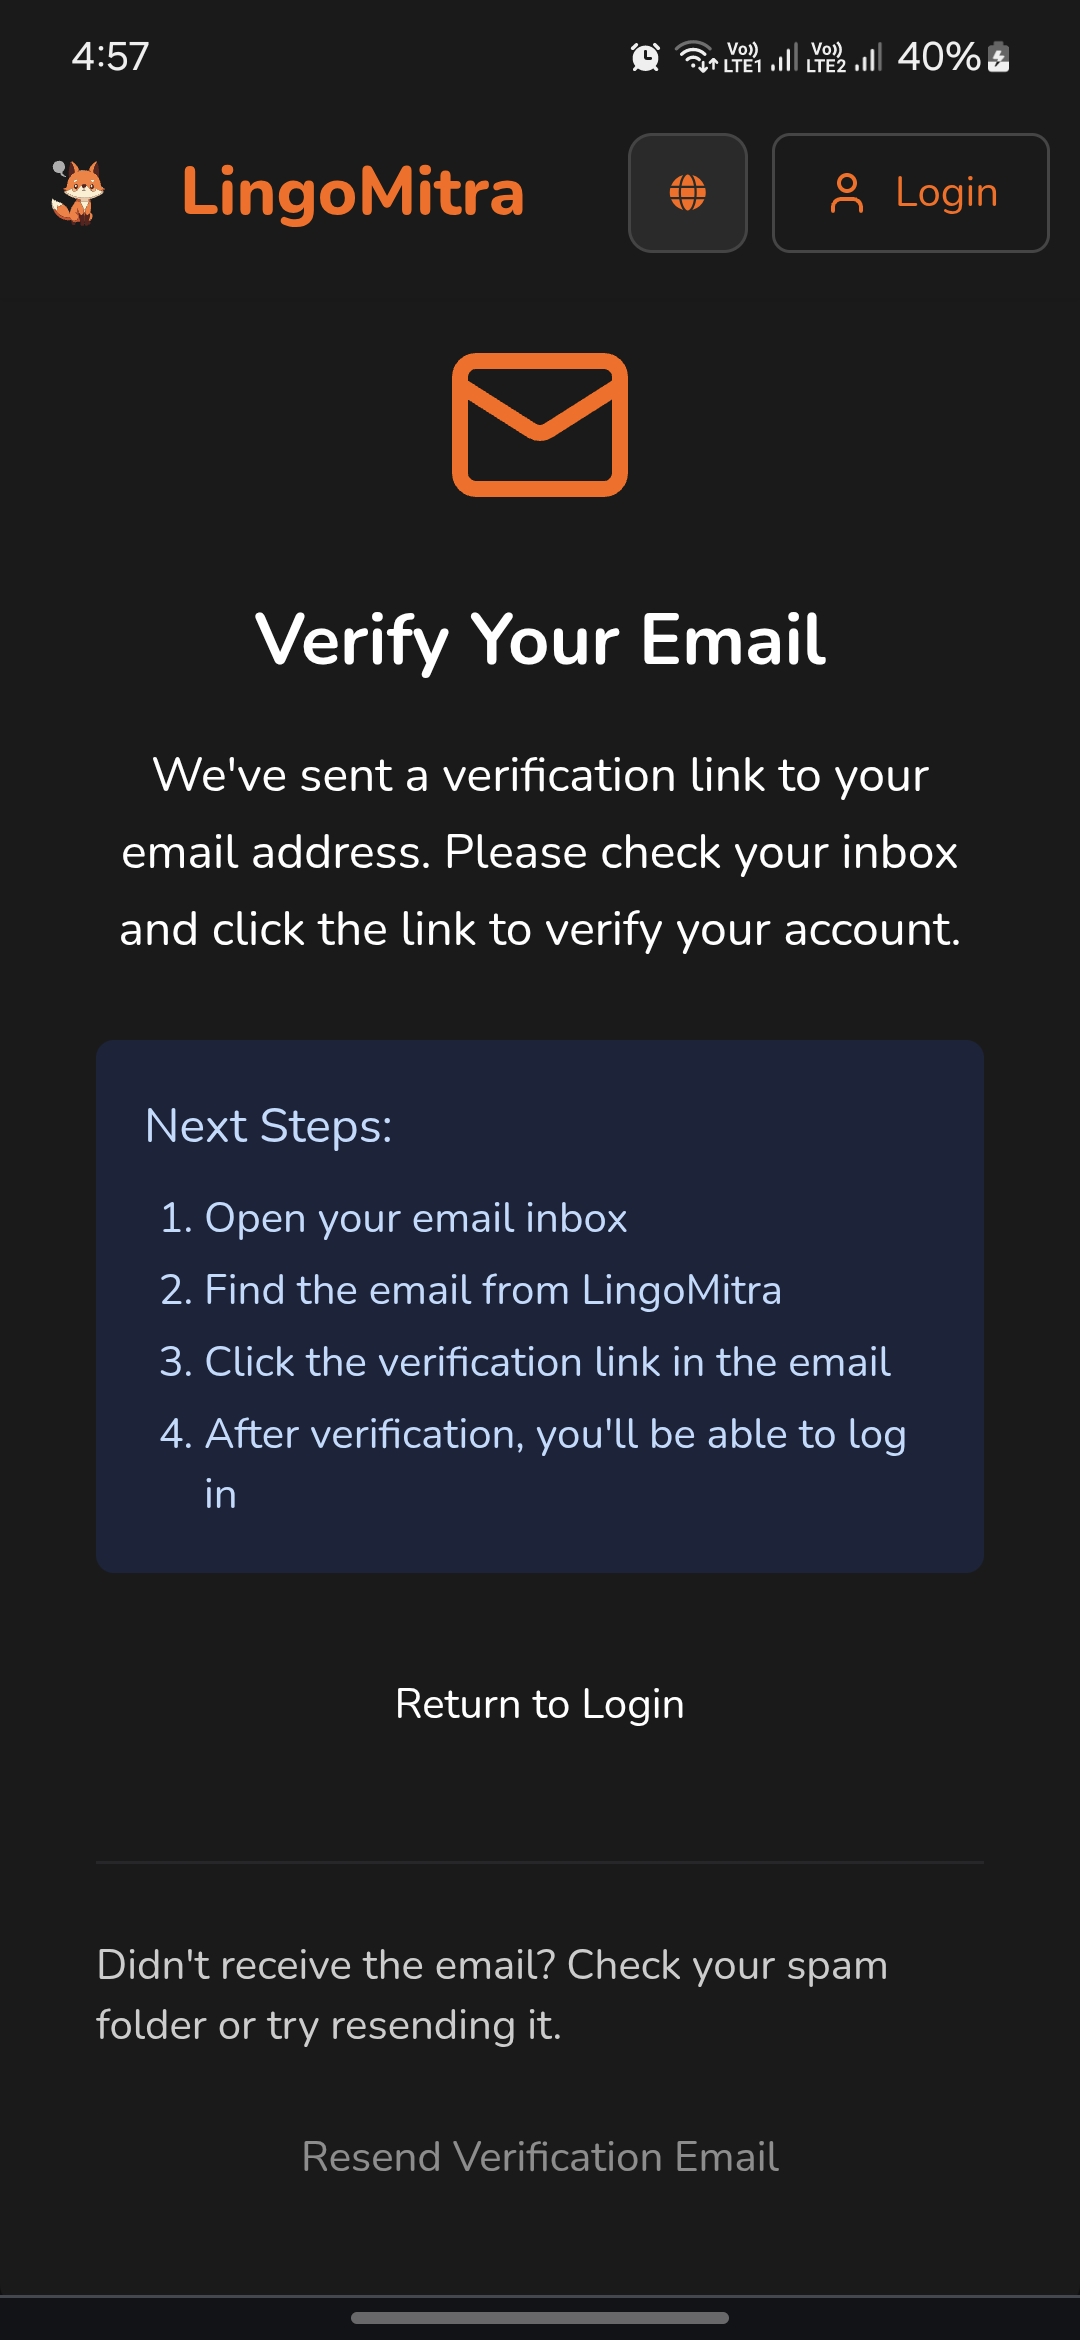 4:57
Vo)) LTE1 Vo)) LTE2 40%
LingoMitra
Login
Verify Your Email
We've sent a verification link to your
email address. Please check your inbox
and click the link to verify your account.
Next Steps:
1. Open your email inbox
2. Find the email from LingoMitra
3. Click the verification link in the email
4. After verification, you'll be able to log
in
Return to Login
Didn't receive the email? Check your spam
folder or try resending it.
Resend Verification Email